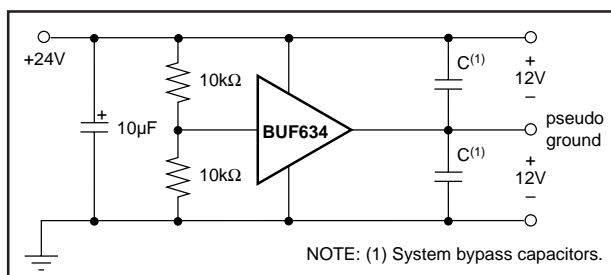 +24V
10µF
+
10kΩ
10kΩ
BUF634
C(1)
C(1)
+
12V
–
pseudo
ground
+
12V
–
NOTE: (1) System bypass capacitors.